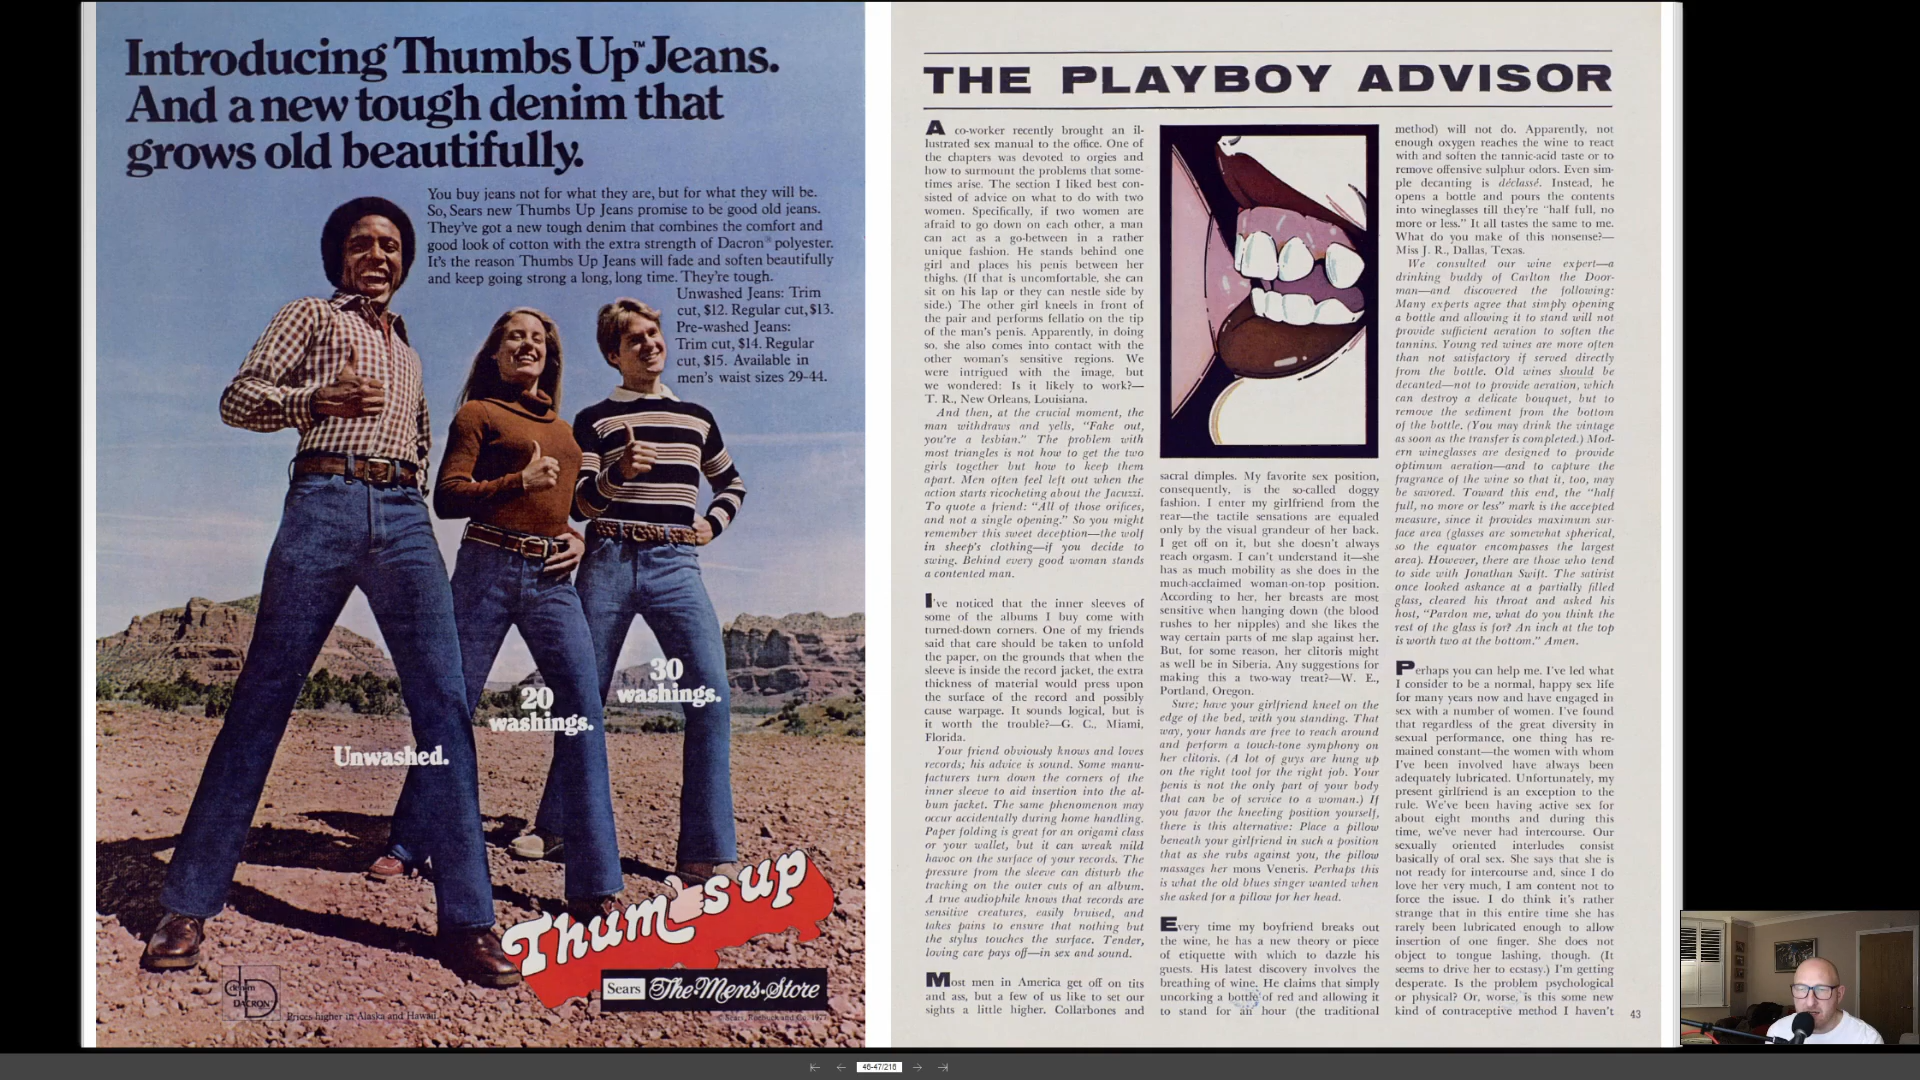 Introducing Thumbs Up™ Jeans.
And a new tough denim that
grows old beautifully.
You buy jeans not for what they are, but for what they will be.
So, Sears new Thumbs Up Jeans promise to be good old jeans.
They've got a new tough denim that combines the comfort and
good look of cotton with the extra strength of Dacron® polyester.
It's the reason Thumbs Up Jeans will fade and soften beautifully
and keep going strong a long, long time. They're tough.
Unwashed Jeans: Trim
cut, $12. Regular cut, $13.
Pre-washed Jeans:
Trim cut, $14. Regular
cut, $15. Available in
men's waist sizes 29-44.
30
washings.
20
washings.
Unwashed.
Thumbs up
Sears The Men's Store
denim
DACRON
Prices higher in Alaska and Hawaii.
© Sears, Roebuck and Co. 1977
THE PLAYBOY ADVISOR
A co-worker recently brought an il-
lustrated sex manual to the office. One of
the chapters was devoted to orgies and
how to surmount the problems that some-
times arise. The section I liked best con-
sisted of advice on what to do with two
women. Specifically, if two women are
afraid to go down on each other, a man
can act as a go-between in a rather
unique fashion. He stands behind one
girl and places his penis between her
thighs. (If that is uncomfortable, she can
sit on his lap or they can nestle side by
side.) The other girl kneels in front of
the pair and performs fellatio on the tip
of the man's penis. Apparently, in doing
so, she also comes into contact with the
other woman's sensitive regions. We
were intrigued with the image, but
we wondered: Is it likely to work?—
T. R., New Orleans, Louisiana.
And then, at the crucial moment, the
man withdraws and yells, "Fake out,
you're a lesbian." The problem with
most triangles is not how to get the two
girls together but how to keep them
apart. Men often feel left out when the
action starts ricocheting about the Jacuzzi.
To quote a friend: "All of those orifices,
and not a single opening." So you might
remember this sweet deception—the wolf
in sheep's clothing—if you decide to
swing. Behind every good woman stands
a contented man.
I've noticed that the inner sleeves of
some of the albums I buy come with
turned-down corners. One of my friends
said that care should be taken to unfold
the paper, on the grounds that when the
sleeve is inside the record jacket, the extra
thickness of material would press upon
the surface of the record and possibly
cause warpage. It sounds logical, but is
it worth the trouble?—G. C., Miami,
Florida.
Your friend obviously knows and loves
records; his advice is sound. Some manu-
facturers turn down the corners of the
inner sleeve to aid insertion into the al-
bum jacket. The same phenomenon may
occur accidentally during home handling.
Paper folding is great for an origami class
or your wallet, but it can wreak mild
havoc on the surface of your records. The
pressure from the sleeve can disturb the
tracking on the outer cuts of an album.
A true audiophile knows that records are
sensitive creatures, easily bruised, and
takes pains to ensure that nothing but
the stylus touches the surface. Tender,
loving care pays off—in sex and sound.
Most men in America get off on tits
and ass, but a few of us like to set our
sights a little higher. Collarbones and
sacral dimples. My favorite sex position,
consequently, is the so-called doggy
fashion. I enter my girlfriend from the
rear—the tactile sensations are equaled
only by the visual grandeur of her back.
I get off on it, but she doesn't always
reach orgasm. I can't understand it—she
has as much mobility as she does in the
much-acclaimed woman-on-top position.
According to her, her breasts are most
sensitive when hanging down (the blood
rushes to her nipples) and she likes the
way certain parts of me slap against her.
But, for some reason, her clitoris might
as well be in Siberia. Any suggestions for
making this a two-way treat?—W. E.,
Portland, Oregon.
Sure; have your girlfriend kneel on the
edge of the bed, with you standing. That
way, your hands are free to reach around
and perform a touch-tone symphony on
her clitoris. (A lot of guys are hung up
on the right tool for the right job. Your
penis is not the only part of your body
that can be of service to a woman.) If
you favor the kneeling position yourself,
there is this alternative: Place a pillow
beneath your girlfriend in such a position
that as she rubs against you, the pillow
massages her mons Veneris. Perhaps this
is what the old blues singer wanted when
she asked for a pillow for her head.
Every time my boyfriend breaks out
the wine, he has a new theory or piece
of etiquette with which to dazzle his
guests. His latest discovery involves the
breathing of wine. He claims that simply
uncorking a bottle of red and allowing it
to stand for an hour (the traditional
method) will not do. Apparently, not
enough oxygen reaches the wine to react
with and soften the tannic-acid taste or to
remove offensive sulphur odors. Even sim-
ple decanting is déclassé. Instead, he
opens a bottle and pours the contents
into wineglasses till they're "half full, no
more or less." It all tastes the same to me.
What do you make of this nonsense?—
Miss J. R., Dallas, Texas.
We consulted our wine expert—a
drinking buddy of Carlton the Door-
man—and discovered the following:
Many experts agree that simply opening
a bottle and allowing it to stand will not
provide sufficient aeration to soften the
tannins. Young red wines are more often
than not satisfactory if served directly
from the bottle. Old wines should be
decanted—not to provide aeration, which
can destroy a delicate bouquet, but to
remove the sediment from the bottom
of the bottle. (You may drink the vintage
as soon as the transfer is completed.) Mod-
ern wineglasses are designed to provide
optimum aeration—and to capture the
fragrance of the wine so that it, too, may
be savored. Toward this end, the "half
full, no more or less" mark is the accepted
measure, since it provides maximum sur-
face area (glasses are somewhat spherical,
so the equator encompasses the largest
area). However, there are those who tend
to side with Jonathan Swift. The satirist
once looked askance at a partially filled
glass, cleared his throat and asked his
host, "Pardon me, what do you think the
rest of the glass is for? An inch at the top
is worth two at the bottom." Amen.
Perhaps you can help me. I've led what
I consider to be a normal, happy sex life
for many years now and have engaged in
sex with a number of women. I've found
that regardless of the great diversity in
sexual performance, one thing has re-
mained constant—the women with whom
I've been involved have always been
adequately lubricated. Unfortunately, my
present girlfriend is an exception to the
rule. We've been having active sex for
about eight months and during this
time, we've never had intercourse. Our
sexually oriented interludes consist
basically of oral sex. She says that she is
not ready for intercourse and, since I do
love her very much, I am content not to
force the issue. I do think it's rather
strange that in this entire time she has
rarely been lubricated enough to allow
insertion of one finger. She does not
object to tongue lashing, though. (It
seems to drive her to ecstasy.) I'm getting
desperate. Is the problem psychological
or physical? Or, worse, is this some new
kind of contraceptive method I haven't
43
46-47/216